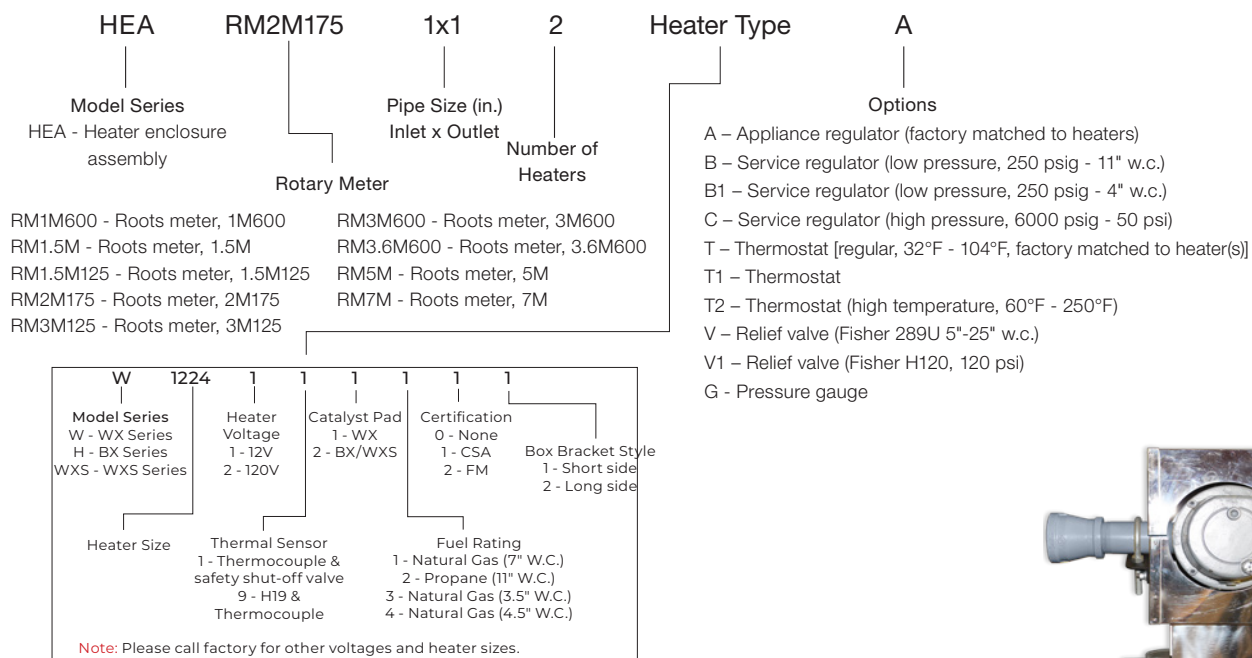 HEA RM2M175 1x1 2 Heater Type A
Model Series
HEA - Heater enclosure
assembly
Rotary Meter
RM1M600 - Roots meter, 1M600
RM1.5M - Roots meter, 1.5M
RM1.5M125 - Roots meter, 1.5M125
RM2M175 - Roots meter, 2M175
RM3M125 - Roots meter, 3M125
RM3M600 - Roots meter, 3M600
RM3.6M600 - Roots meter, 3.6M600
RM5M - Roots meter, 5M
RM7M - Roots meter, 7M
Pipe Size (in.)
Inlet x Outlet
Number of
Heaters
Options
A – Appliance regulator (factory matched to heaters)
B – Service regulator (low pressure, 250 psig - 11" w.c.)
B1 – Service regulator (low pressure, 250 psig - 4" w.c.)
C – Service regulator (high pressure, 6000 psig - 50 psi)
T – Thermostat [regular, 32°F - 104°F, factory matched to heater(s)]
T1 – Thermostat
T2 – Thermostat (high temperature, 60°F - 250°F)
V – Relief valve (Fisher 289U 5"-25" w.c.)
V1 – Relief valve (Fisher H120, 120 psi)
G - Pressure gauge
W 1224 1 1 1 1 1 1
Model Series
W - WX Series
H - BX Series
WXS - WXS Series
Heater
Voltage
1 - 12V
2 - 120V
Catalyst Pad
1 - WX
2 - BX/WXS
Certification
0 - None
1 - CSA
2 - FM
Box Bracket Style
1 - Short side
2 - Long side
Heater Size
Thermal Sensor
1 - Thermocouple &
safety shut-off valve
9 - H19 &
Thermocouple
Fuel Rating
1 - Natural Gas (7" W.C.)
2 - Propane (11" W.C.)
3 - Natural Gas (3.5" W.C.)
4 - Natural Gas (4.5" W.C.)
Note: Please call factory for other voltages and heater sizes.